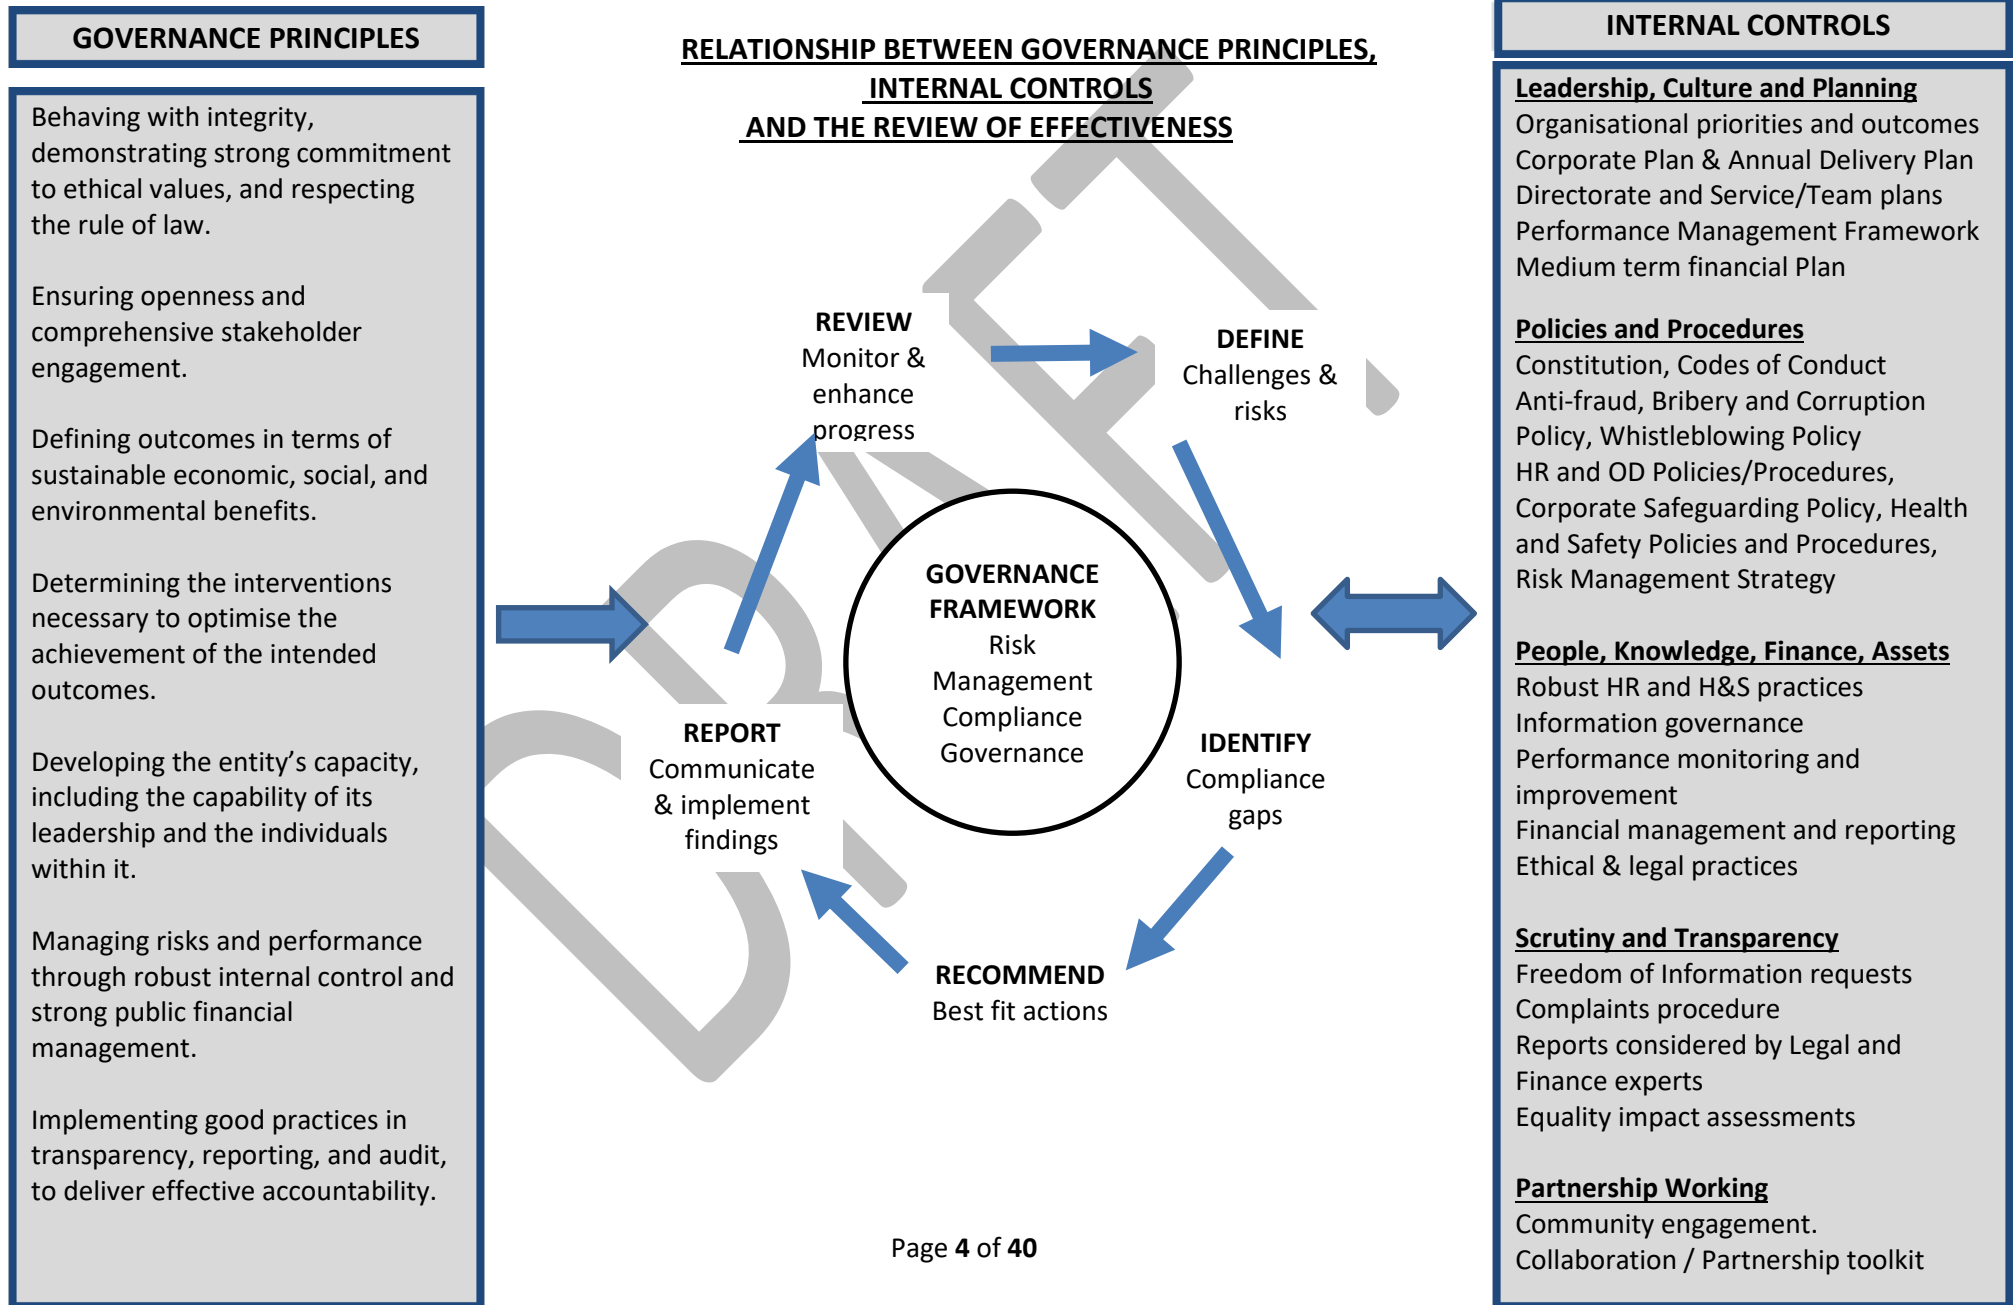 GOVERNANCE PRINCIPLES
Behaving with integrity,
demonstrating strong commitment
to ethical values, and respecting
the rule of law.
Ensuring openness and
comprehensive stakeholder
engagement.
Defining outcomes in terms of
sustainable economic, social, and
environmental benefits.
Determining the interventions
necessary to optimise the
achievement of the intended
outcomes.
Developing the entity’s capacity,
including the capability of its
leadership and the individuals
within it.
Managing risks and performance
through robust internal control and
strong public financial
management.
Implementing good practices in
transparency, reporting, and audit,
to deliver effective accountability.
RELATIONSHIP BETWEEN GOVERNANCE PRINCIPLES,
INTERNAL CONTROLS
AND THE REVIEW OF EFFECTIVENESS
DRAFT
REVIEW
Monitor &
enhance
progress
DEFINE
Challenges &
risks
GOVERNANCE
FRAMEWORK
Risk
Management
Compliance
Governance
REPORT
Communicate
& implement
findings
IDENTIFY
Compliance
gaps
RECOMMEND
Best fit actions
INTERNAL CONTROLS
Leadership, Culture and Planning
Organisational priorities and outcomes
Corporate Plan & Annual Delivery Plan
Directorate and Service/Team plans
Performance Management Framework
Medium term financial Plan
Policies and Procedures
Constitution, Codes of Conduct
Anti-fraud, Bribery and Corruption
Policy, Whistleblowing Policy
HR and OD Policies/Procedures,
Corporate Safeguarding Policy, Health
and Safety Policies and Procedures,
Risk Management Strategy
People, Knowledge, Finance, Assets
Robust HR and H&S practices
Information governance
Performance monitoring and
improvement
Financial management and reporting
Ethical & legal practices
Scrutiny and Transparency
Freedom of Information requests
Complaints procedure
Reports considered by Legal and
Finance experts
Equality impact assessments
Partnership Working
Community engagement.
Collaboration / Partnership toolkit
Page 4 of 40